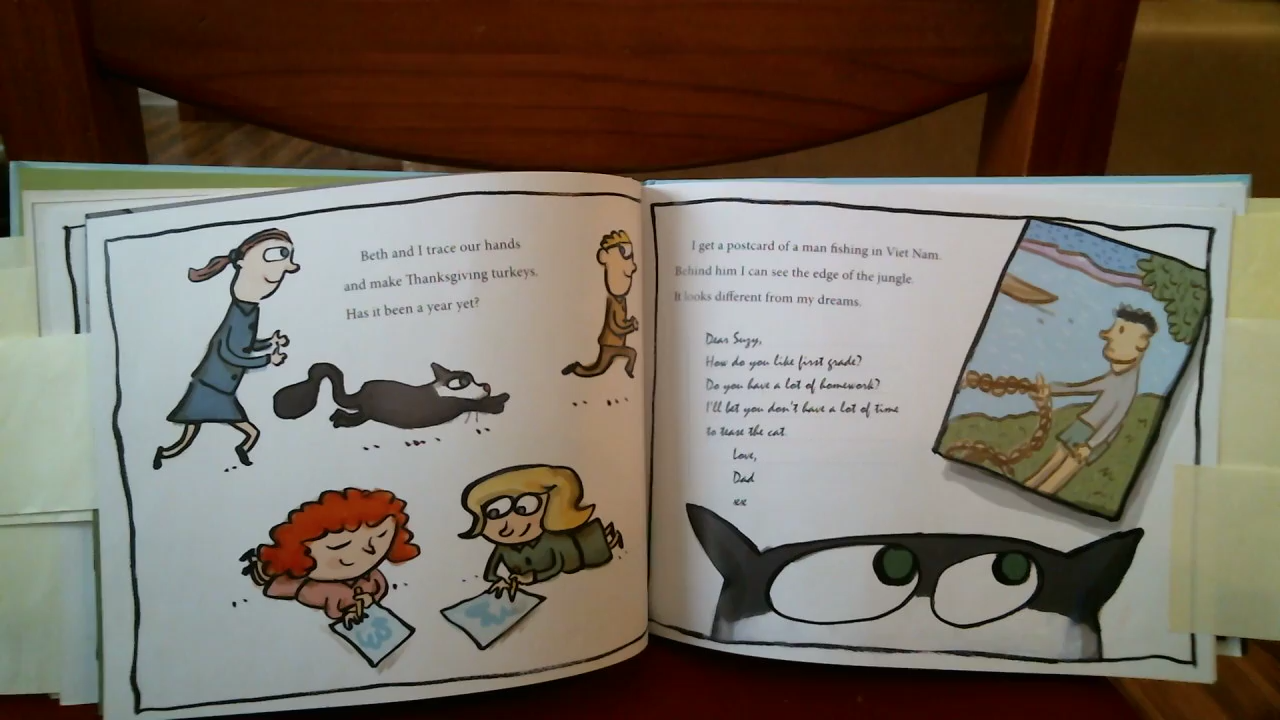 Beth and I trace our hands
and make Thanksgiving turkeys.
Has it been a year yet?
I get a postcard of a man fishing in Viet Nam.
Behind him I can see the edge of the jungle.
It looks different from my dreams.
Dear Suzy,
How do you like first grade?
Do you have a lot of homework?
I'll bet you don't have a lot of time
to tease the cat.
Love,
Dad
xx